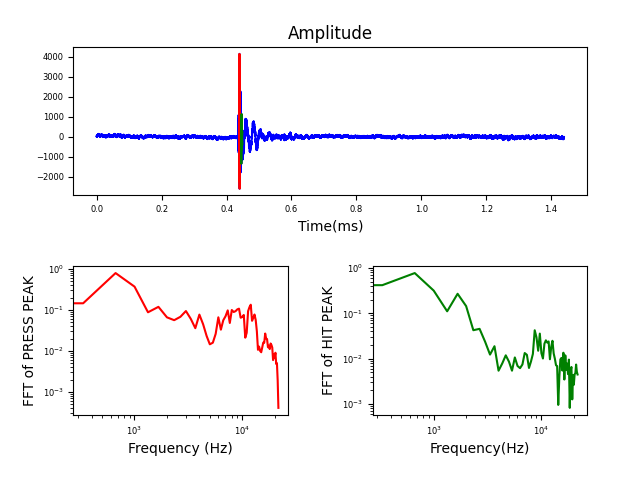 Amplitude
4000
3000
2000
1000
0
−1000
−2000
0.0 0.2 0.4 0.6 0.8 1.0 1.2 1.4
Time(ms)
FFT of PRESS PEAK
10⁰
10⁻¹
10⁻²
10⁻³
10³ 10⁴
Frequency (Hz)
FFT of HIT PEAK
10⁰
10⁻¹
10⁻²
10⁻³
10³ 10⁴
Frequency(Hz)